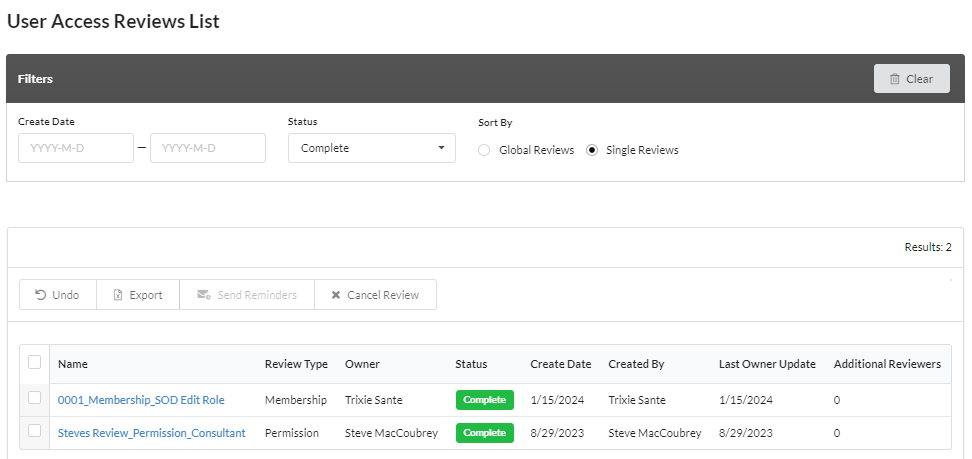 User Access Reviews List
Filters Clear
Create Date Status Sort By
YYYY-M-D — YYYY-M-D Complete Global Reviews Single Reviews
Results: 2
Undo Export Send Reminders Cancel Review
Name Review Type Owner Status Create Date Created By Last Owner Update Additional Reviewers
0001_Membership_SOD Edit Role Membership Trixie Sante Complete 1/15/2024 Trixie Sante 1/15/2024 0
Steves Review_Permission_Consultant Permission Steve MacCoubrey Complete 8/29/2023 Steve MacCoubrey 8/29/2023 0